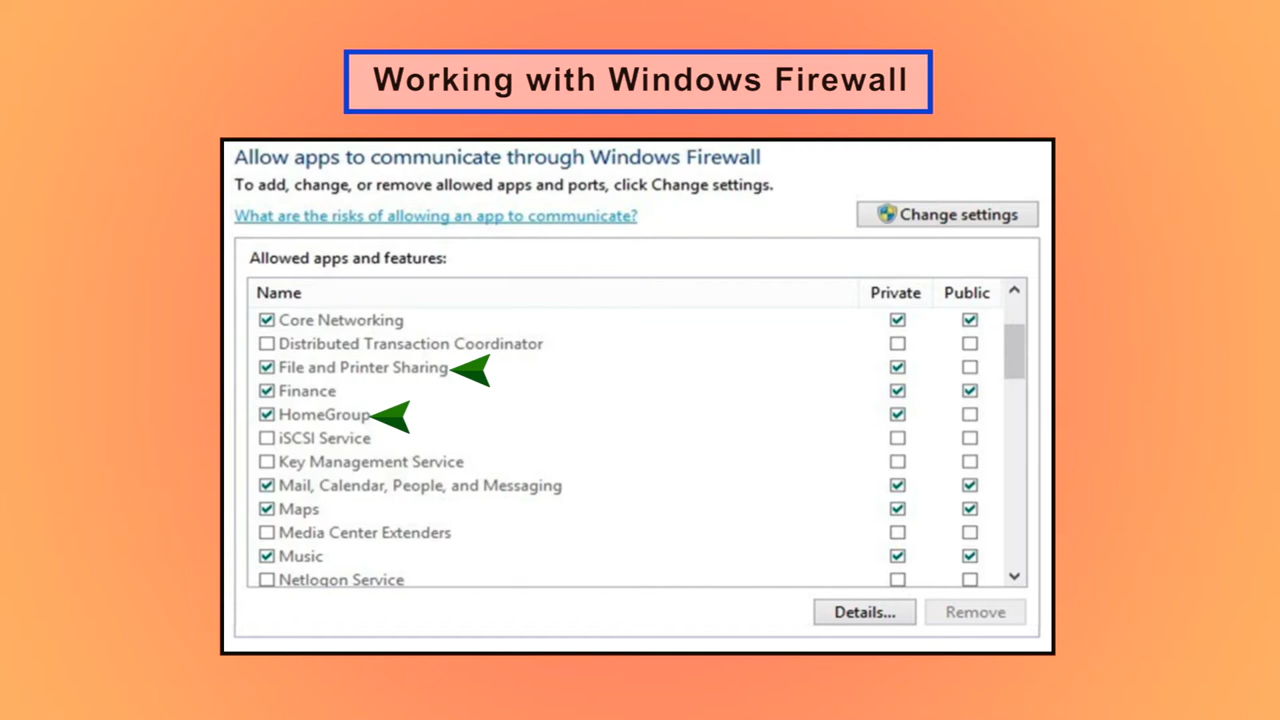 Working with Windows Firewall
Allow apps to communicate through Windows Firewall
To add, change, or remove allowed apps and ports, click Change settings.
What are the risks of allowing an app to communicate?
Change settings
Allowed apps and features:
Name Private Public
Core Networking
Distributed Transaction Coordinator
File and Printer Sharing
Finance
HomeGroup
iSCSI Service
Key Management Service
Mail, Calendar, People, and Messaging
Maps
Media Center Extenders
Music
Netlogon Service
Details... Remove